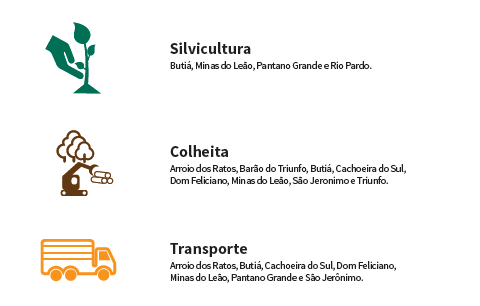 Silvicultura
Butiá, Minas do Leão, Pantano Grande e Rio Pardo.
Colheita
Arroio dos Ratos, Barão do Triunfo, Butiá, Cachoeira do Sul,
Dom Feliciano, Minas do Leão, São Jeronimo e Triunfo.
Transporte
Arroio dos Ratos, Butiá, Cachoeira do Sul, Dom Feliciano,
Minas do Leão, Pantano Grande e São Jerônimo.